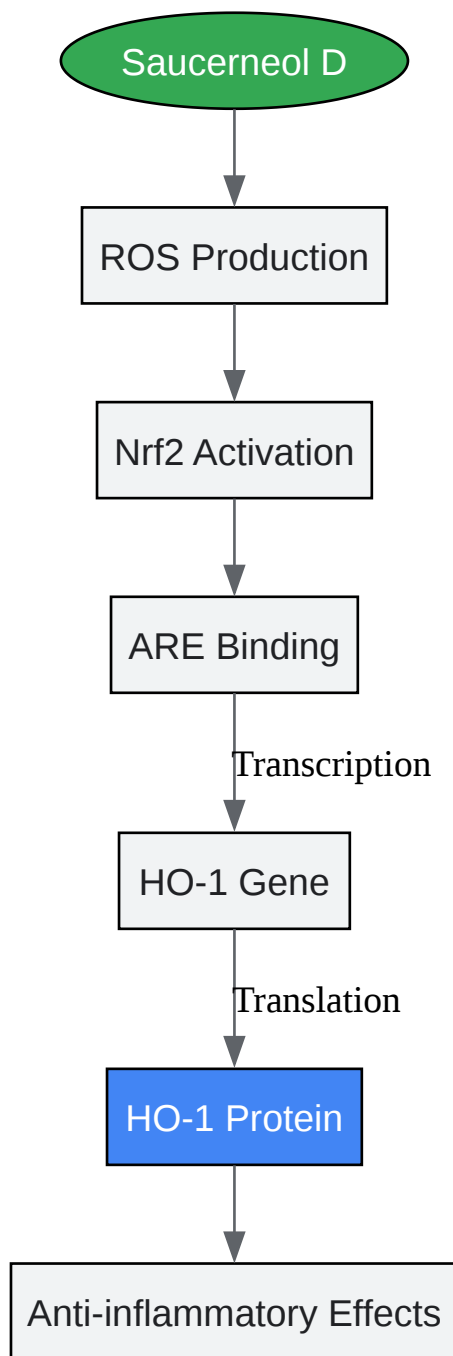 Saucerneol D
ROS Production
Nrf2 Activation
ARE Binding
Transcription
HO-1 Gene
Translation
HO-1 Protein
Anti-inflammatory Effects